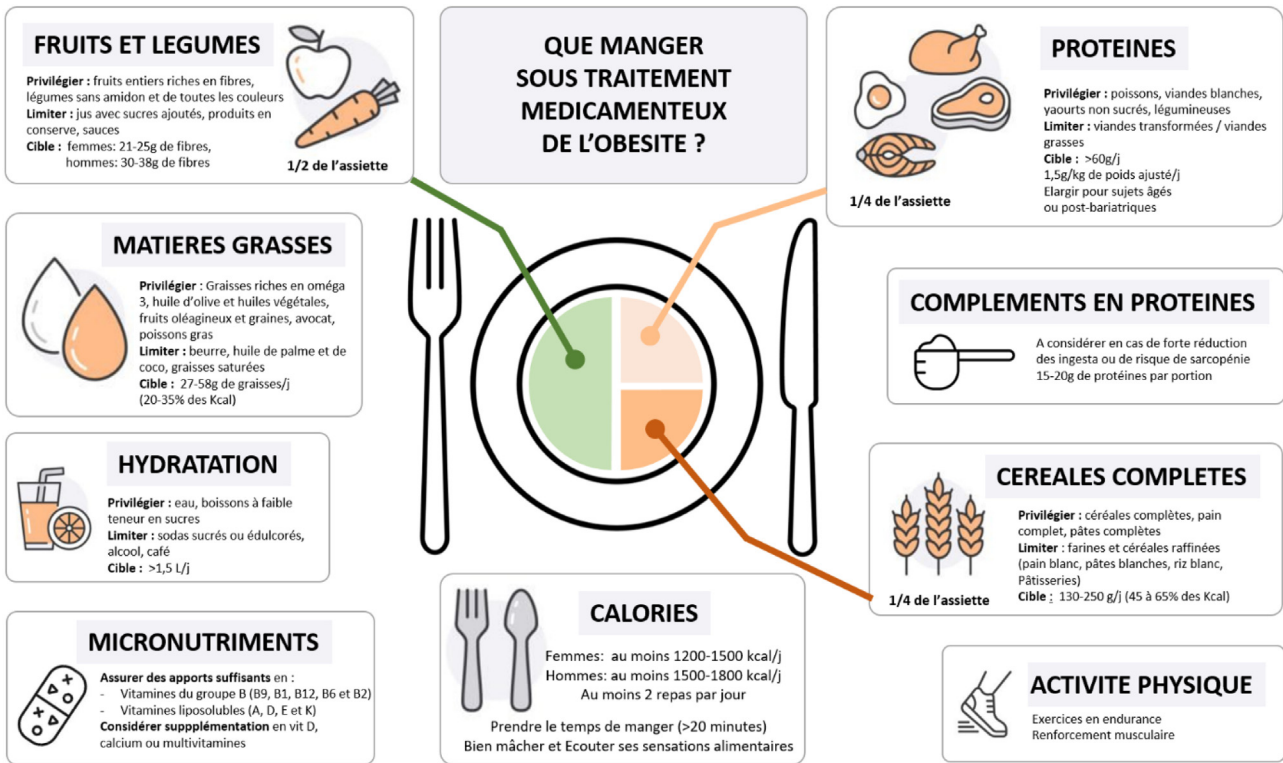 FRUITS ET LEGUMES
Privilégier : fruits entiers riches en fibres,
légumes sans amidon et de toutes les couleurs
Limiter : jus avec sucres ajoutés, produits en
conserve, sauces
Cible : femmes: 21-25g de fibres,
hommes: 30-38g de fibres
1/2 de l'assiette
QUE MANGER
SOUS TRAITEMENT
MEDICAMENTEUX
DE L'OBESITE ?
PROTEINES
Privilégier : poissons, viandes blanches,
yaourts non sucrés, légumineuses
Limiter : viandes transformées / viandes
grasses
Cible : >60g/j
1,5g/kg de poids ajusté/j
Elargir pour sujets âgés
ou post-bariatriques
1/4 de l'assiette
MATIERES GRASSES
Privilégier : Graisses riches en oméga
3, huile d'olive et huiles végétales,
fruits oléagineux et graines, avocat,
poissons gras
Limiter : beurre, huile de palme et de
coco, graisses saturées
Cible : 27-58g de graisses/j
(20-35% des Kcal)
COMPLEMENTS EN PROTEINES
A considérer en cas de forte réduction
des ingesta ou de risque de sarcopénie
15-20g de protéines par portion
HYDRATATION
Privilégier : eau, boissons à faible
teneur en sucres
Limiter : sodas sucrés ou édulcorés,
alcool, café
Cible : >1,5 L/j
CEREALES COMPLETES
Privilégier : céréales complètes, pain
complet, pâtes complètes
Limiter : farines et céréales raffinées
(pain blanc, pâtes blanches, riz blanc,
Pâtisseries)
Cible : 130-250 g/j (45 à 65% des Kcal)
1/4 de l'assiette
MICRONUTRIMENTS
Assurer des apports suffisants en :
- Vitamines du groupe B (B9, B1, B12, B6 et B2)
- Vitamines liposolubles (A, D, E et K)
Considérer suppplémentation en vit D,
calcium ou multivitamines
CALORIES
Femmes: au moins 1200-1500 kcal/j
Hommes: au moins 1500-1800 kcal/j
Au moins 2 repas par jour
Prendre le temps de manger (>20 minutes)
Bien mâcher et Ecouter ses sensations alimentaires
ACTIVITE PHYSIQUE
Exercices en endurance
Renforcement musculaire